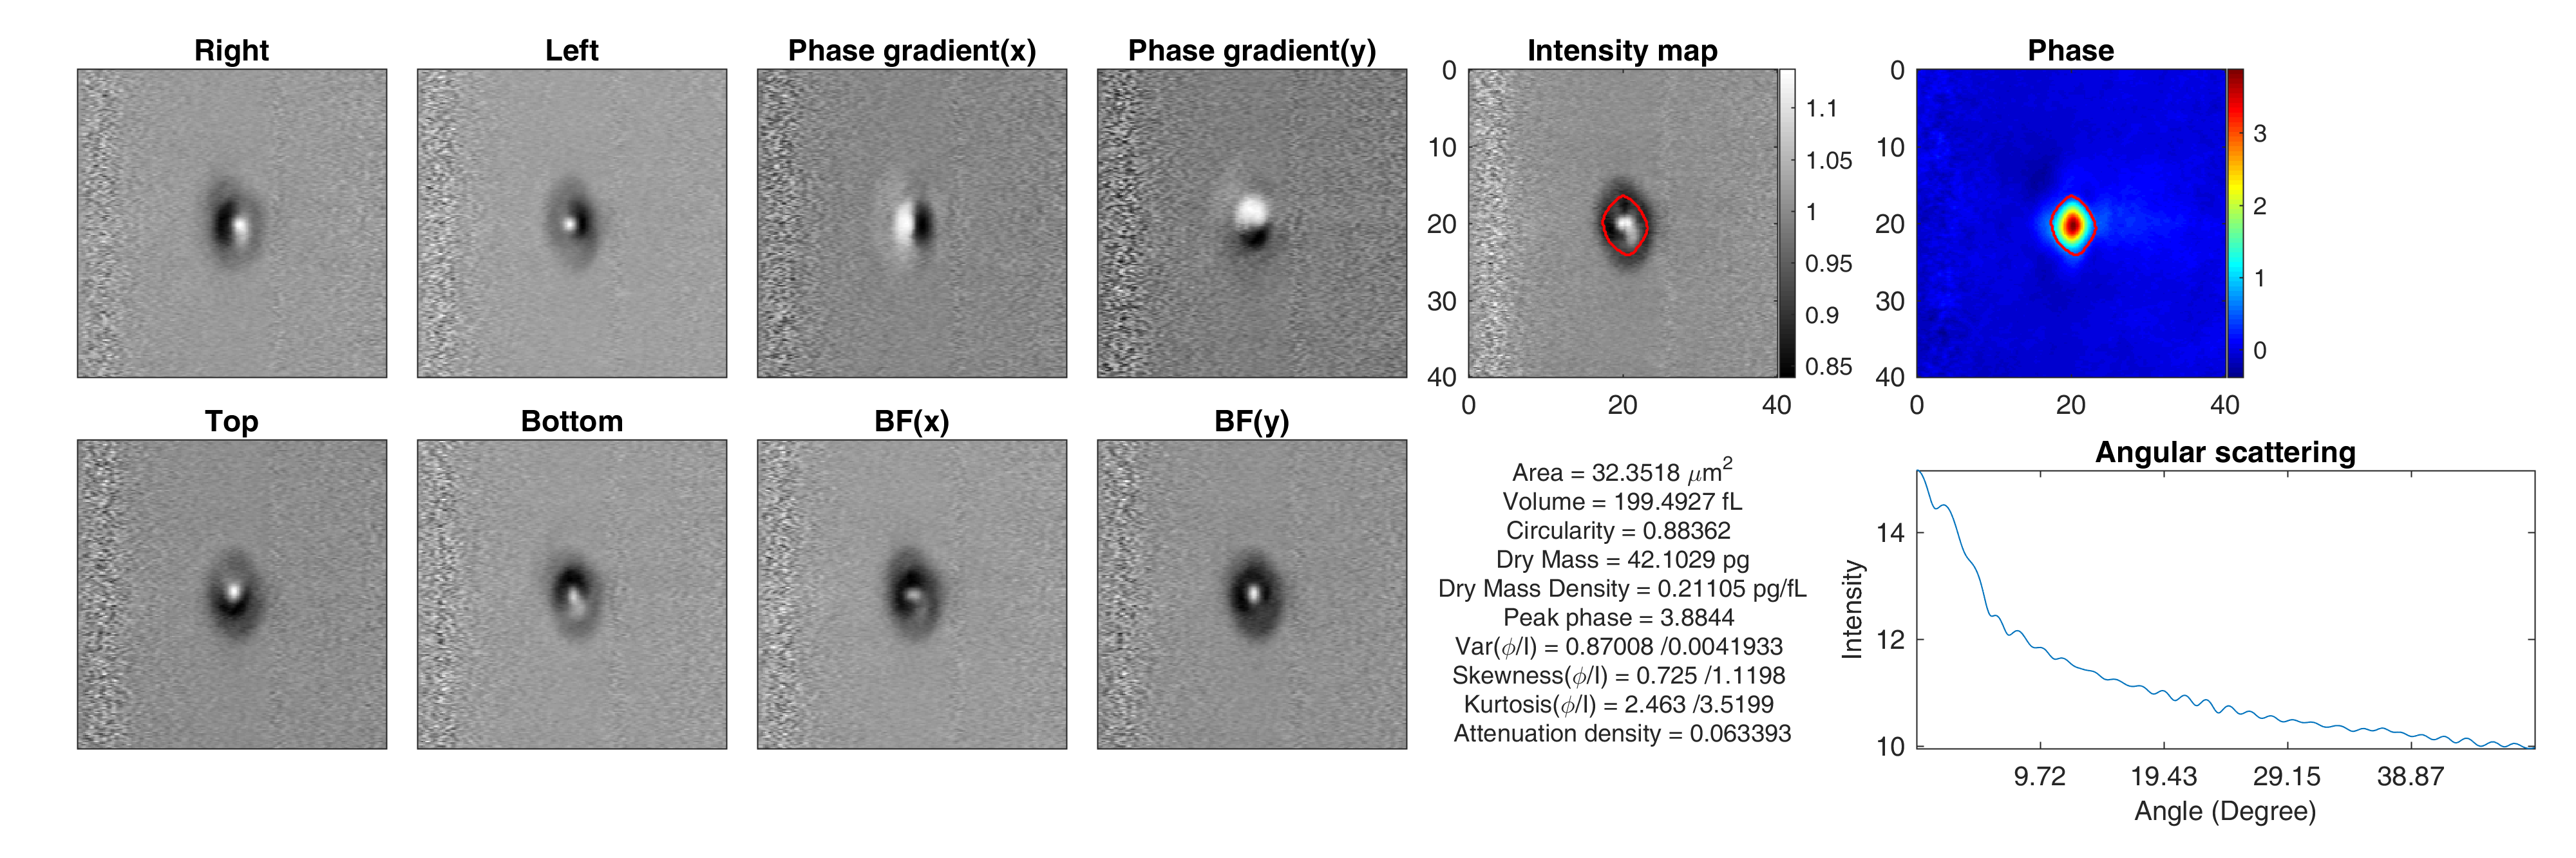 Right
Left
Phase gradient(x)
Phase gradient(y)
Intensity map
Phase
0
10
20
30
40
0
20
40
1.1
1.05
1
0.95
0.9
0.85
0
10
20
30
40
0
20
40
3
2
1
0
Top
Bottom
BF(x)
BF(y)
Area = 32.3518 μm²
Volume = 199.4927 fL
Circularity = 0.88362
Dry Mass = 42.1029 pg
Dry Mass Density = 0.21105 pg/fL
Peak phase = 3.8844
Var(ϕ/I) = 0.87008 /0.0041933
Skewness(ϕ/I) = 0.725 /1.1198
Kurtosis(ϕ/I) = 2.463 /3.5199
Attenuation density = 0.063393
Angular scattering
Intensity
14
12
10
9.72
19.43
29.15
38.87
Angle (Degree)